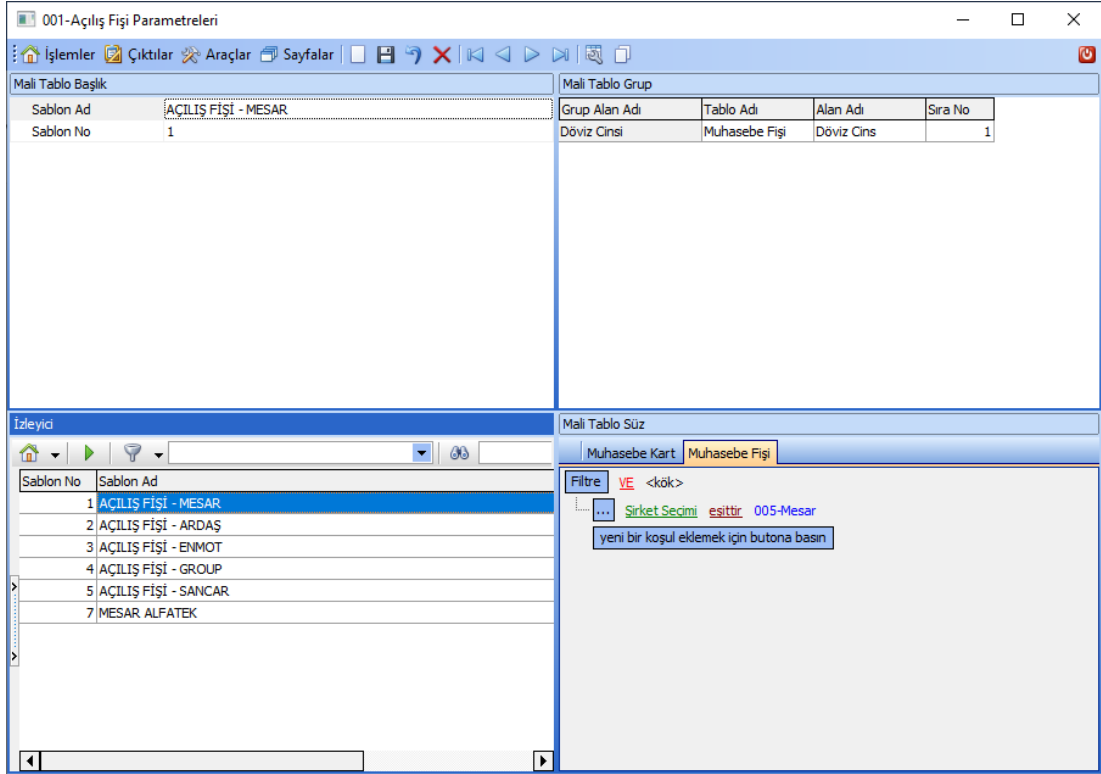 001-Açılış Fişi Parametreleri
İşlemler Çıktılar Araçlar Sayfalar
Mali Tablo Başlık
Sablon Ad AÇILIŞ FİŞİ - MESAR
Sablon No 1
Mali Tablo Grup
Grup Alan Adı Tablo Adı Alan Adı Sıra No
Döviz Cinsi Muhasebe Fişi Döviz Cins 1
İzleyici
Sablon No Sablon Ad
1 AÇILIŞ FİŞİ - MESAR
2 AÇILIŞ FİŞİ - ARDAŞ
3 AÇILIŞ FİŞİ - ENMOT
4 AÇILIŞ FİŞİ - GROUP
5 AÇILIŞ FİŞİ - SANCAR
7 MESAR ALFATEK
Mali Tablo Süz
Muhasebe Kart Muhasebe Fişi
Filtre VE <kök>
... Şirket Seçimi eşittir 005-Mesar
yeni bir koşul eklemek için butona basın